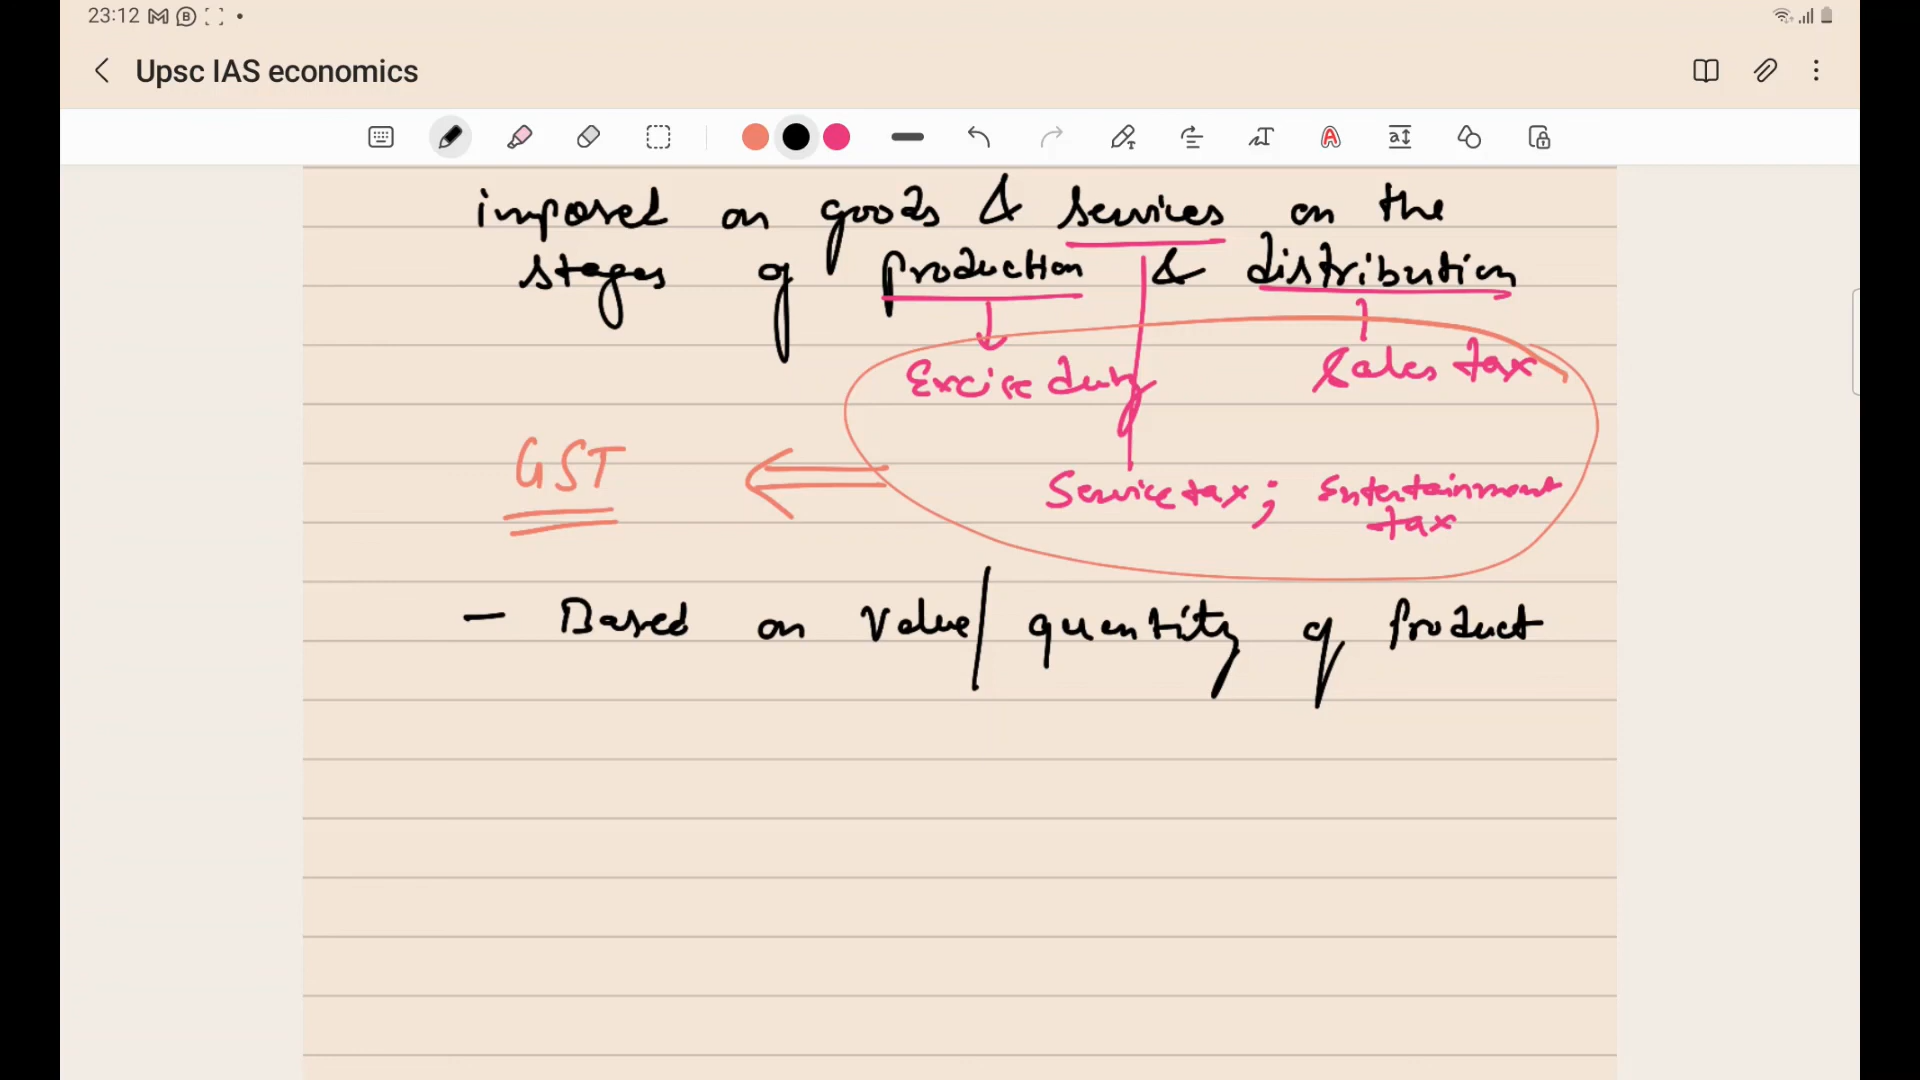 23:12
Upsc IAS economics
imposed on goods & services on the
stages of production & distribution
Excise duty
Sales tax
GST
Service tax; Entertainment
tax
— Based on Value/quantity of Product